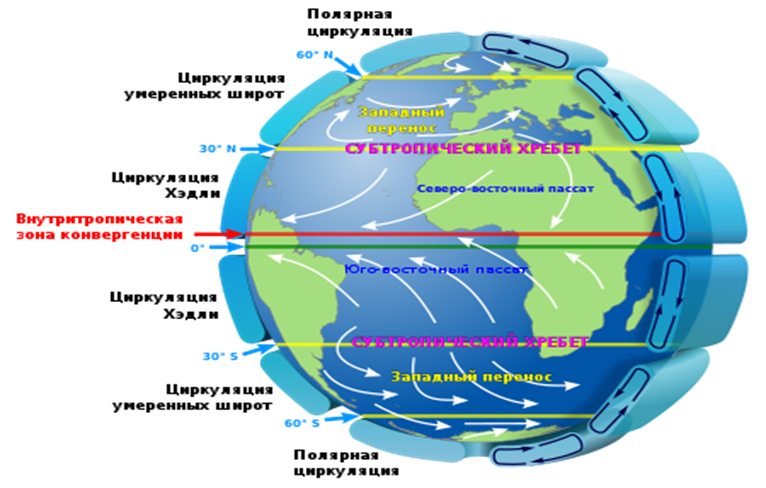 Полярная
циркуляция
60° N
Циркуляция
умеренных широт
Западный
перенос
30° N
СУБТРОПИЧЕСКИЙ ХРЕБЕТ
Циркуляция
Хэдли
Северо-восточный пассат
Внутритропическая
зона конвергенции
0°
Юго-восточный пассат
Циркуляция
Хэдли
СУБТРОПИЧЕСКИЙ ХРЕБЕТ
30° S
Западный перенос
Циркуляция
умеренных широт
60° S
Полярная
циркуляция